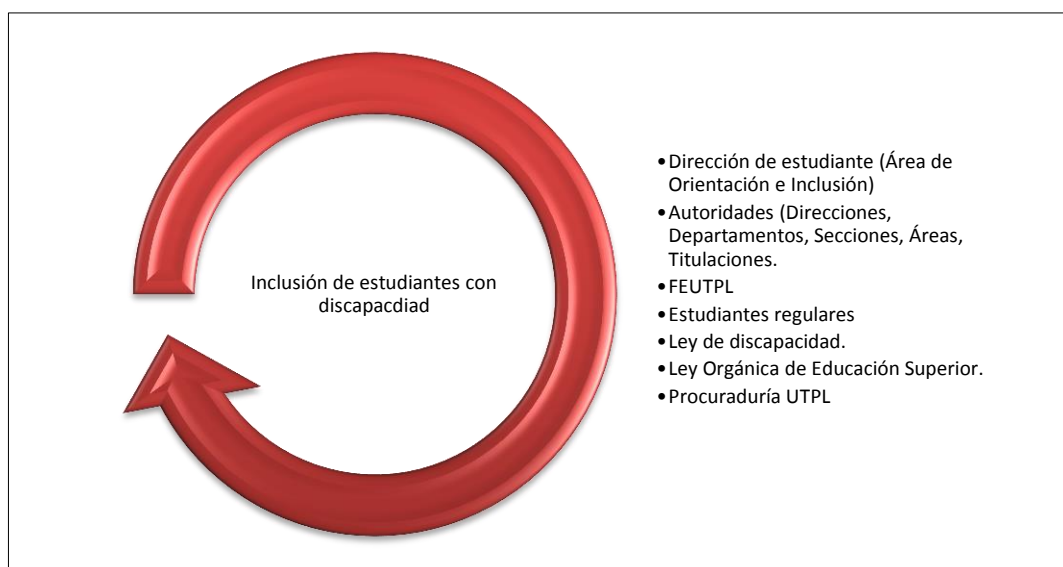 Inclusión de estudiantes con
discapacdiad
•Dirección de estudiante (Área de
Orientación e Inclusión)
•Autoridades (Direcciones,
Departamentos, Secciones, Áreas,
Titulaciones.
•FEUTPL
•Estudiantes regulares
•Ley de discapacidad.
•Ley Orgánica de Educación Superior.
•Procuraduría UTPL